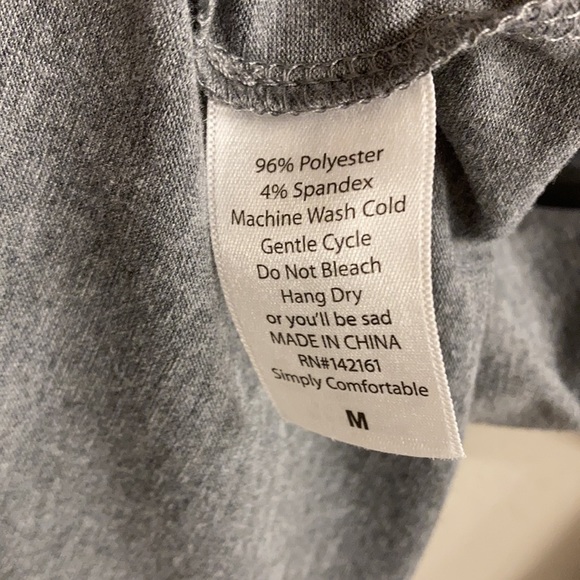 96% Polyester
4% Spandex
Machine Wash Cold
Gentle Cycle
Do Not Bleach
Hang Dry
or you'll be sad
MADE IN CHINA
RN#142161
Simply Comfortable
M